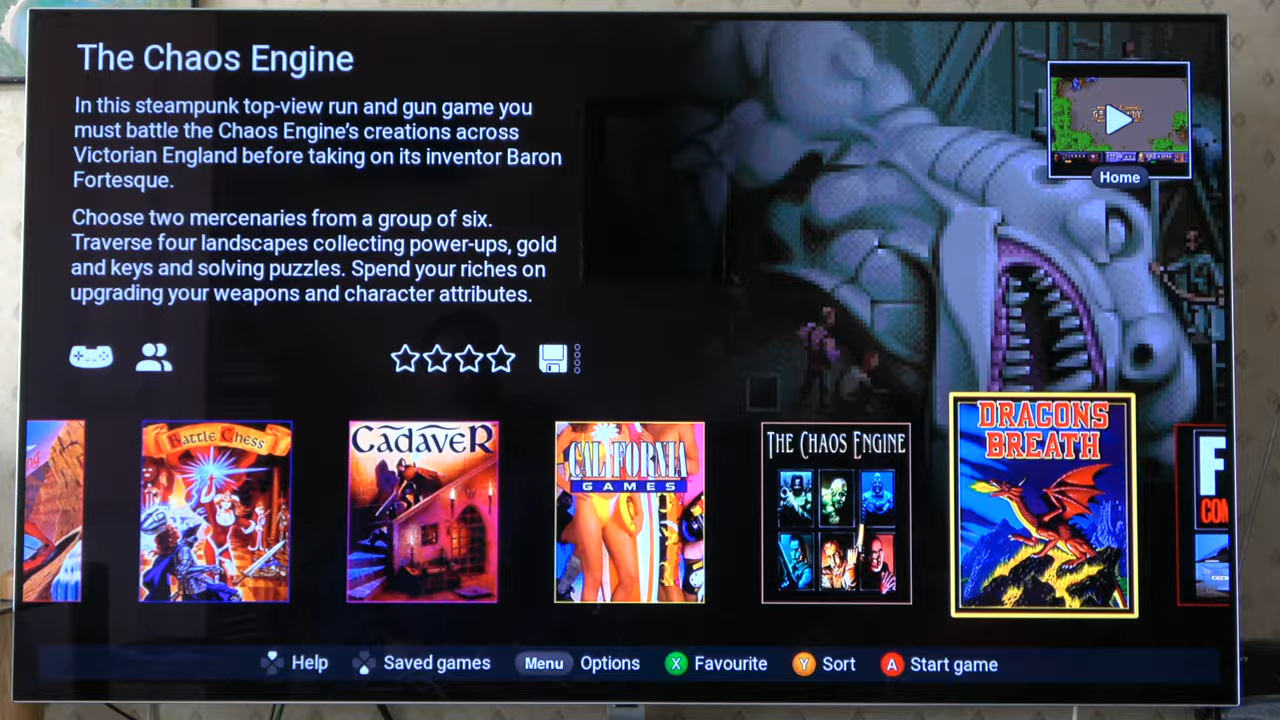 The Chaos Engine
In this steampunk top-view run and gun game you
must battle the Chaos Engine's creations across
Victorian England before taking on its inventor Baron
Fortesque.
Choose two mercenaries from a group of six.
Traverse four landscapes collecting power-ups, gold
and keys and solving puzzles. Spend your riches on
upgrading your weapons and character attributes.
Home
Battle Chess
CADAVER
CALIFORNIA
GAMES
THE CHAOS ENGINE
DRAGONS
BREATH
F
COM
Help
Saved games
Menu Options
X Favourite
Y Sort
A Start game